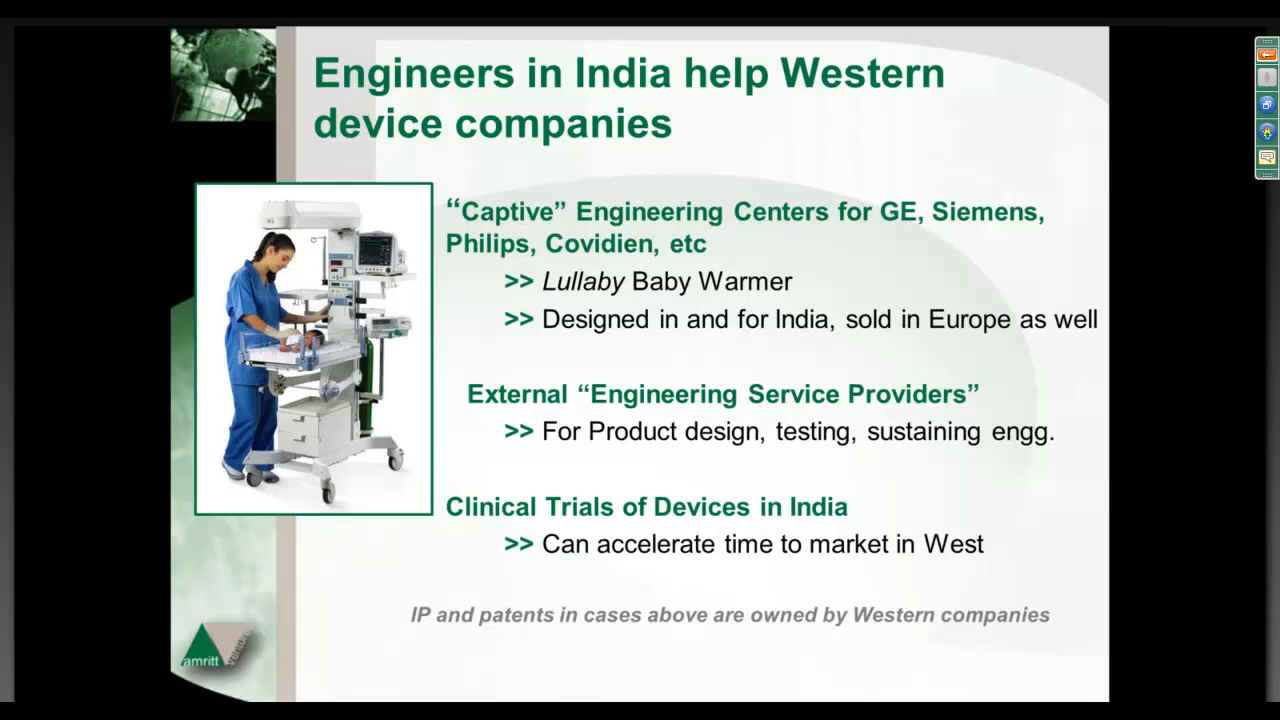 Engineers in India help Western
device companies
“Captive” Engineering Centers for GE, Siemens,
Philips, Covidien, etc
>> Lullaby Baby Warmer
>> Designed in and for India, sold in Europe as well
External “Engineering Service Providers”
>> For Product design, testing, sustaining engg.
Clinical Trials of Devices in India
>> Can accelerate time to market in West
IP and patents in cases above are owned by Western companies
amritt